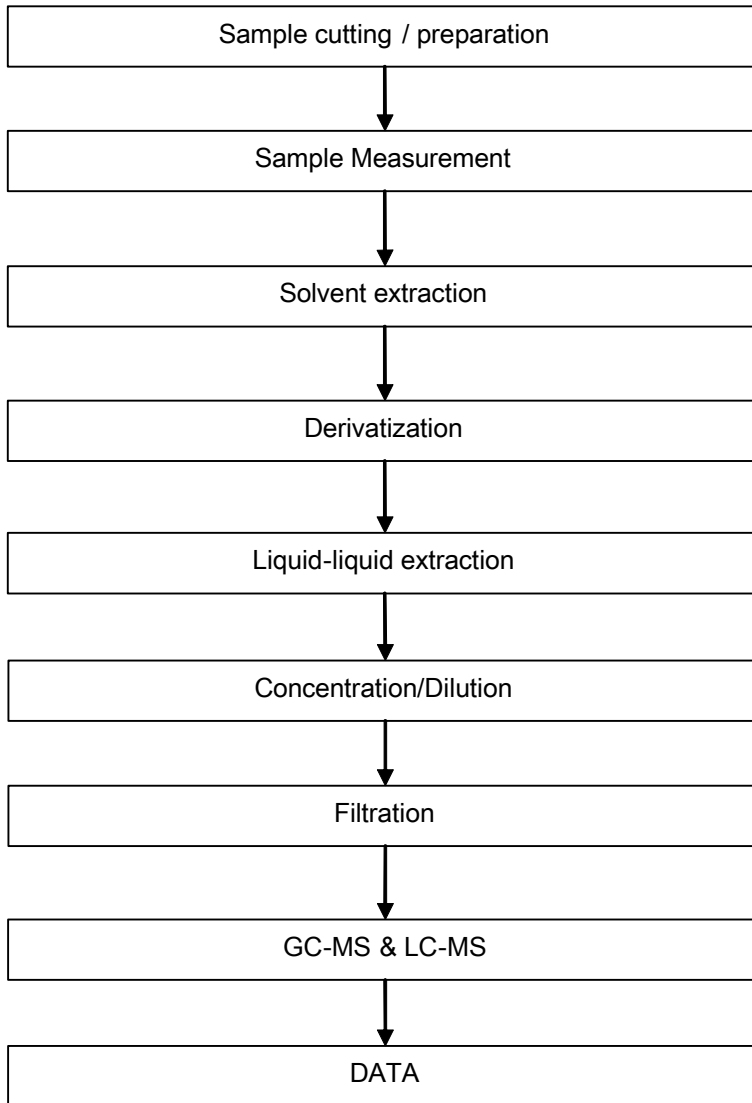 Sample cutting / preparation
Sample Measurement
Solvent extraction
Derivatization
Liquid-liquid extraction
Concentration/Dilution
Filtration
GC-MS & LC-MS
DATA